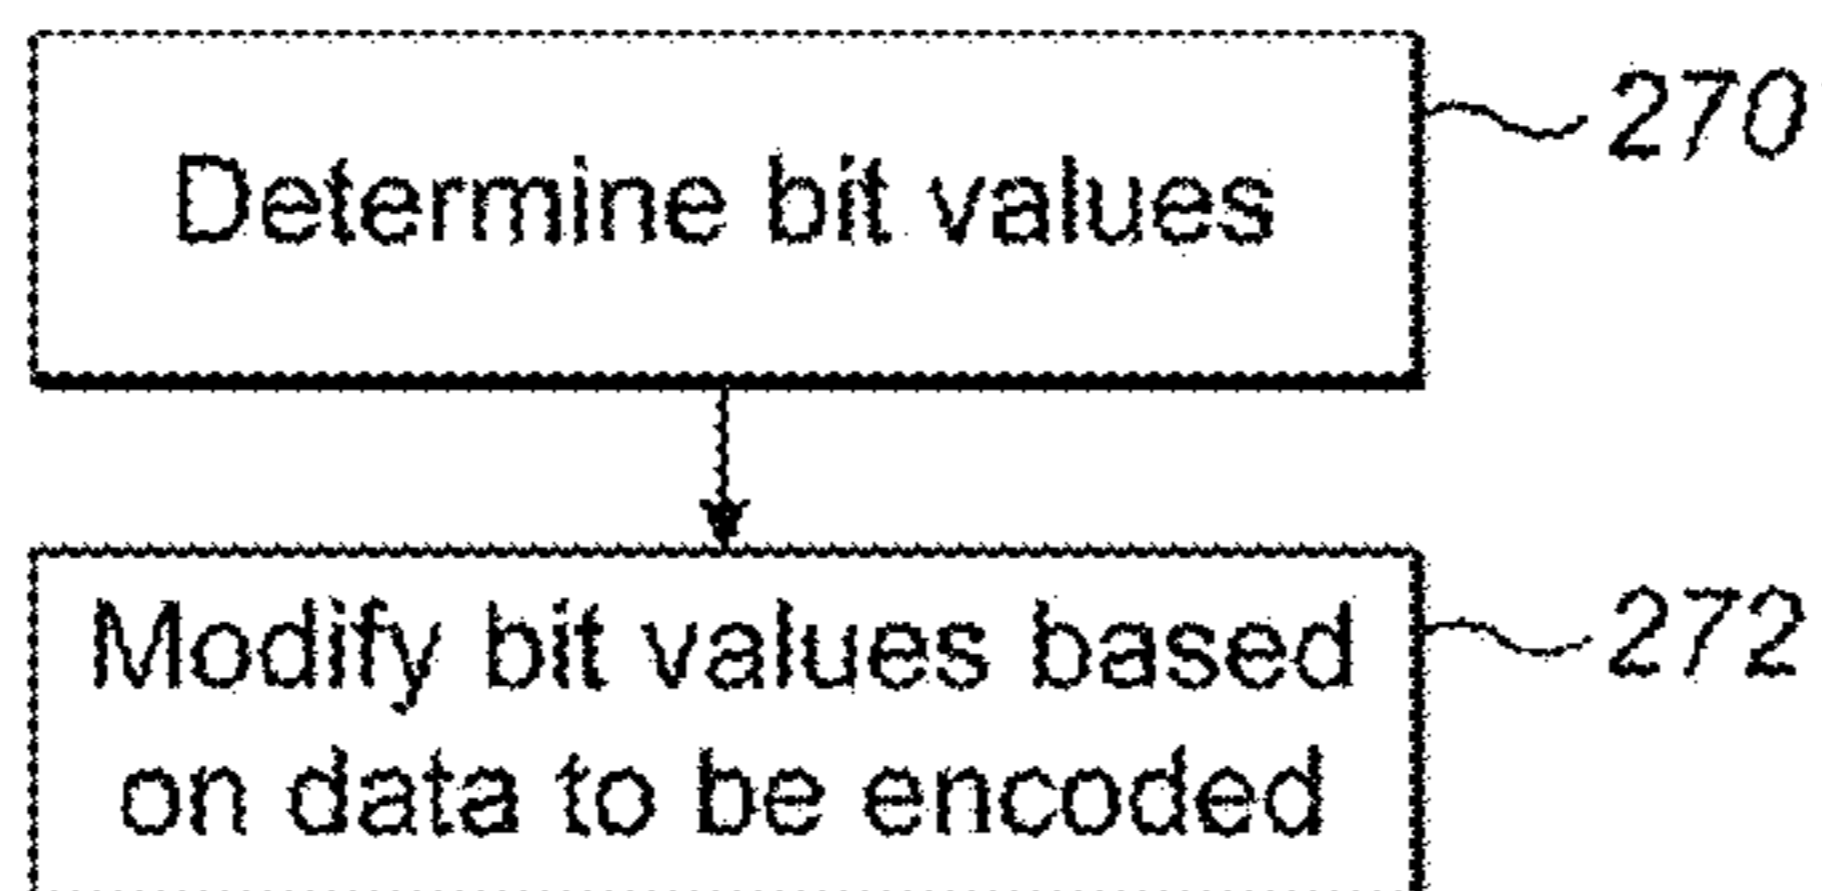 270
Determine bit values
272
Modify bit values based
on data to be encoded